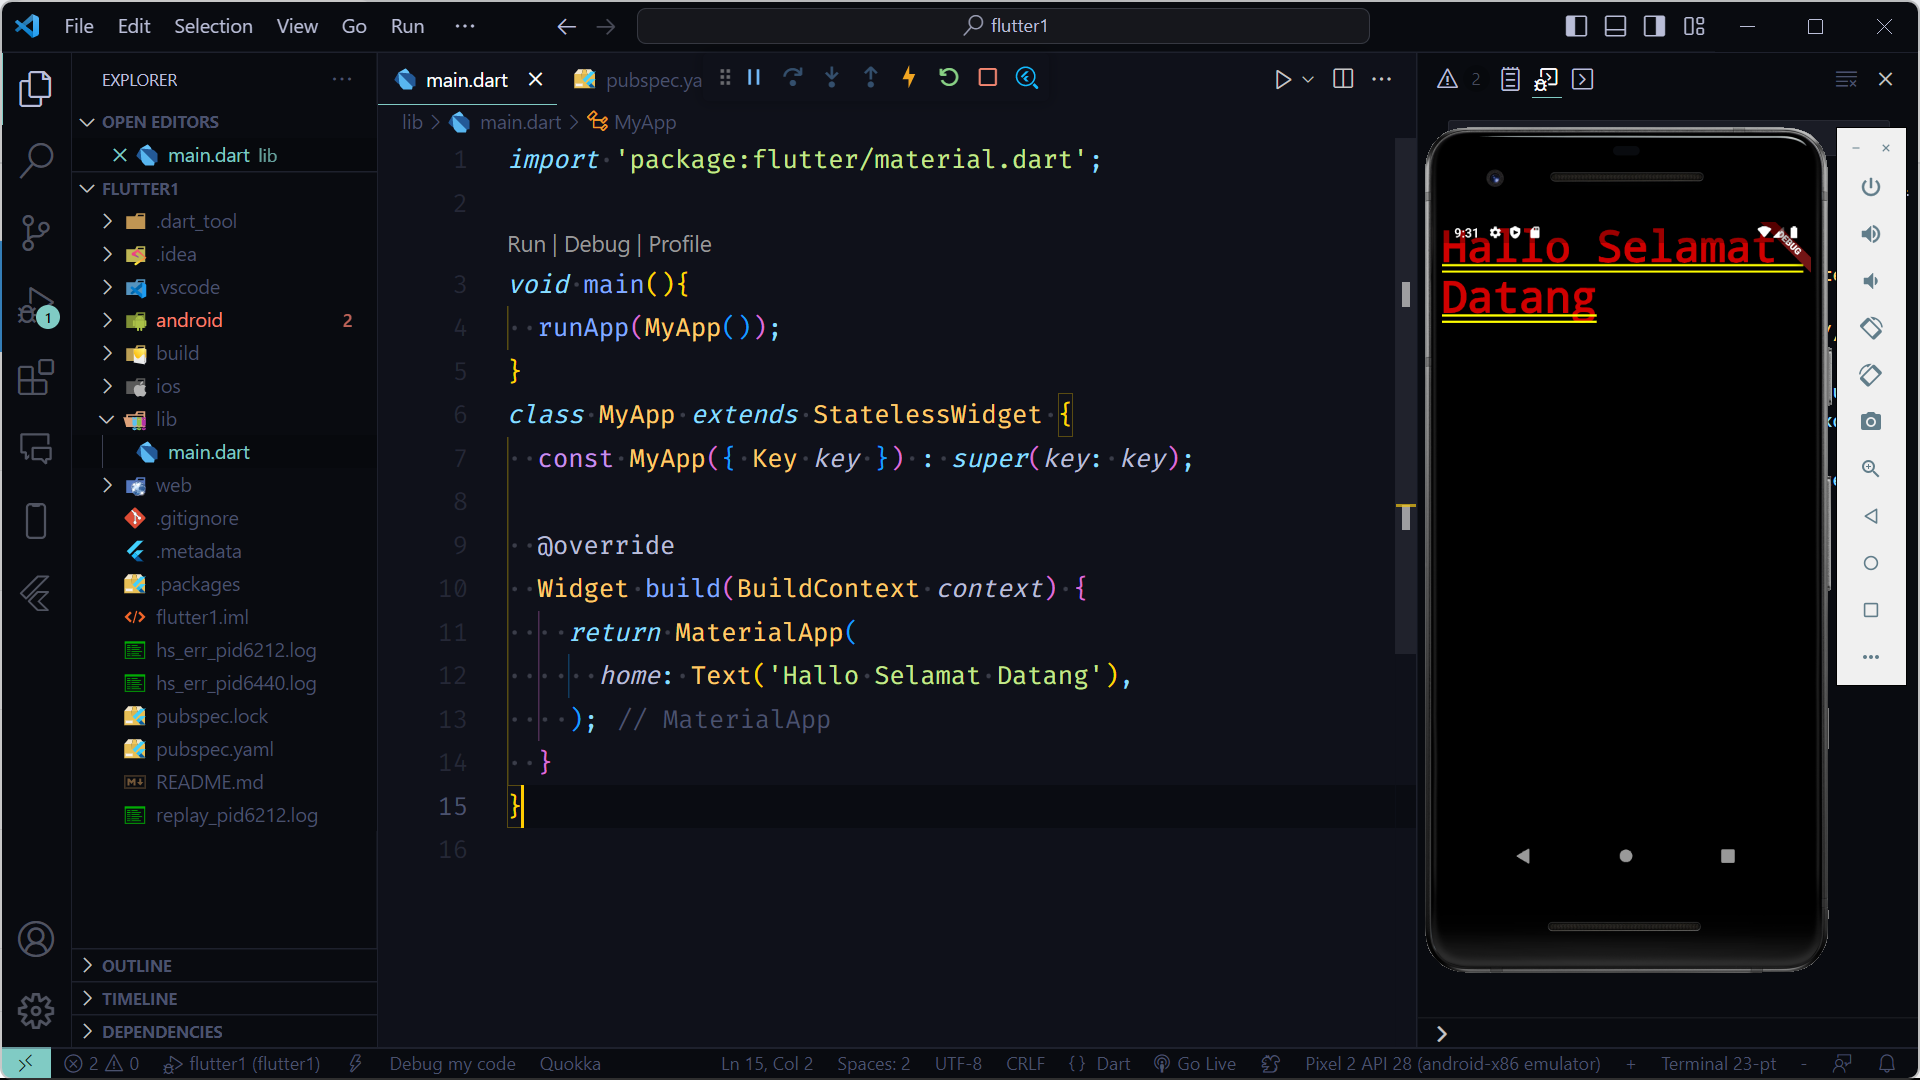 File Edit Selection View Go Run ···
flutter1
EXPLORER
OPEN EDITORS
main.dart lib
FLUTTER1
.dart_tool
.idea
.vscode
android 2
build
ios
lib
main.dart
web
.gitignore
.metadata
.packages
flutter1.iml
hs_err_pid6212.log
hs_err_pid6440.log
pubspec.lock
pubspec.yaml
README.md
replay_pid6212.log
OUTLINE
TIMELINE
DEPENDENCIES
1
main.dart
pubspec.ya
lib > main.dart > MyApp
1 import 'package:flutter/material.dart';
2
Run | Debug | Profile
3 void main(){
4 runApp(MyApp());
5 }
6 class MyApp extends StatelessWidget {
7 const MyApp({ Key key }) : super(key: key);
8
9 @override
10 Widget build(BuildContext context) {
11 return MaterialApp(
12 home: Text('Hallo Selamat Datang'),
13 ); // MaterialApp
14 }
15 }
16
2
9:31
DEBUG
Hallo Selamat
Datang
2 0 flutter1 (flutter1) Debug my code Quokka Ln 15, Col 2 Spaces: 2 UTF-8 CRLF {} Dart Go Live Pixel 2 API 28 (android-x86 emulator) + Terminal 23-pt -